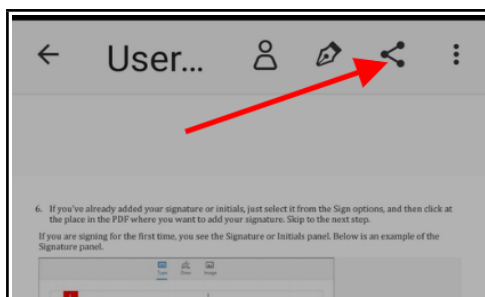 User...
6. If you've already added your signature or initials, just select it from the Sign options, and then click at
the place in the PDF where you want to add your signature. Skip to the next step.
If you are signing for the first time, you see the Signature or Initials panel. Below is an example of the
Signature panel.
Type Draw Image